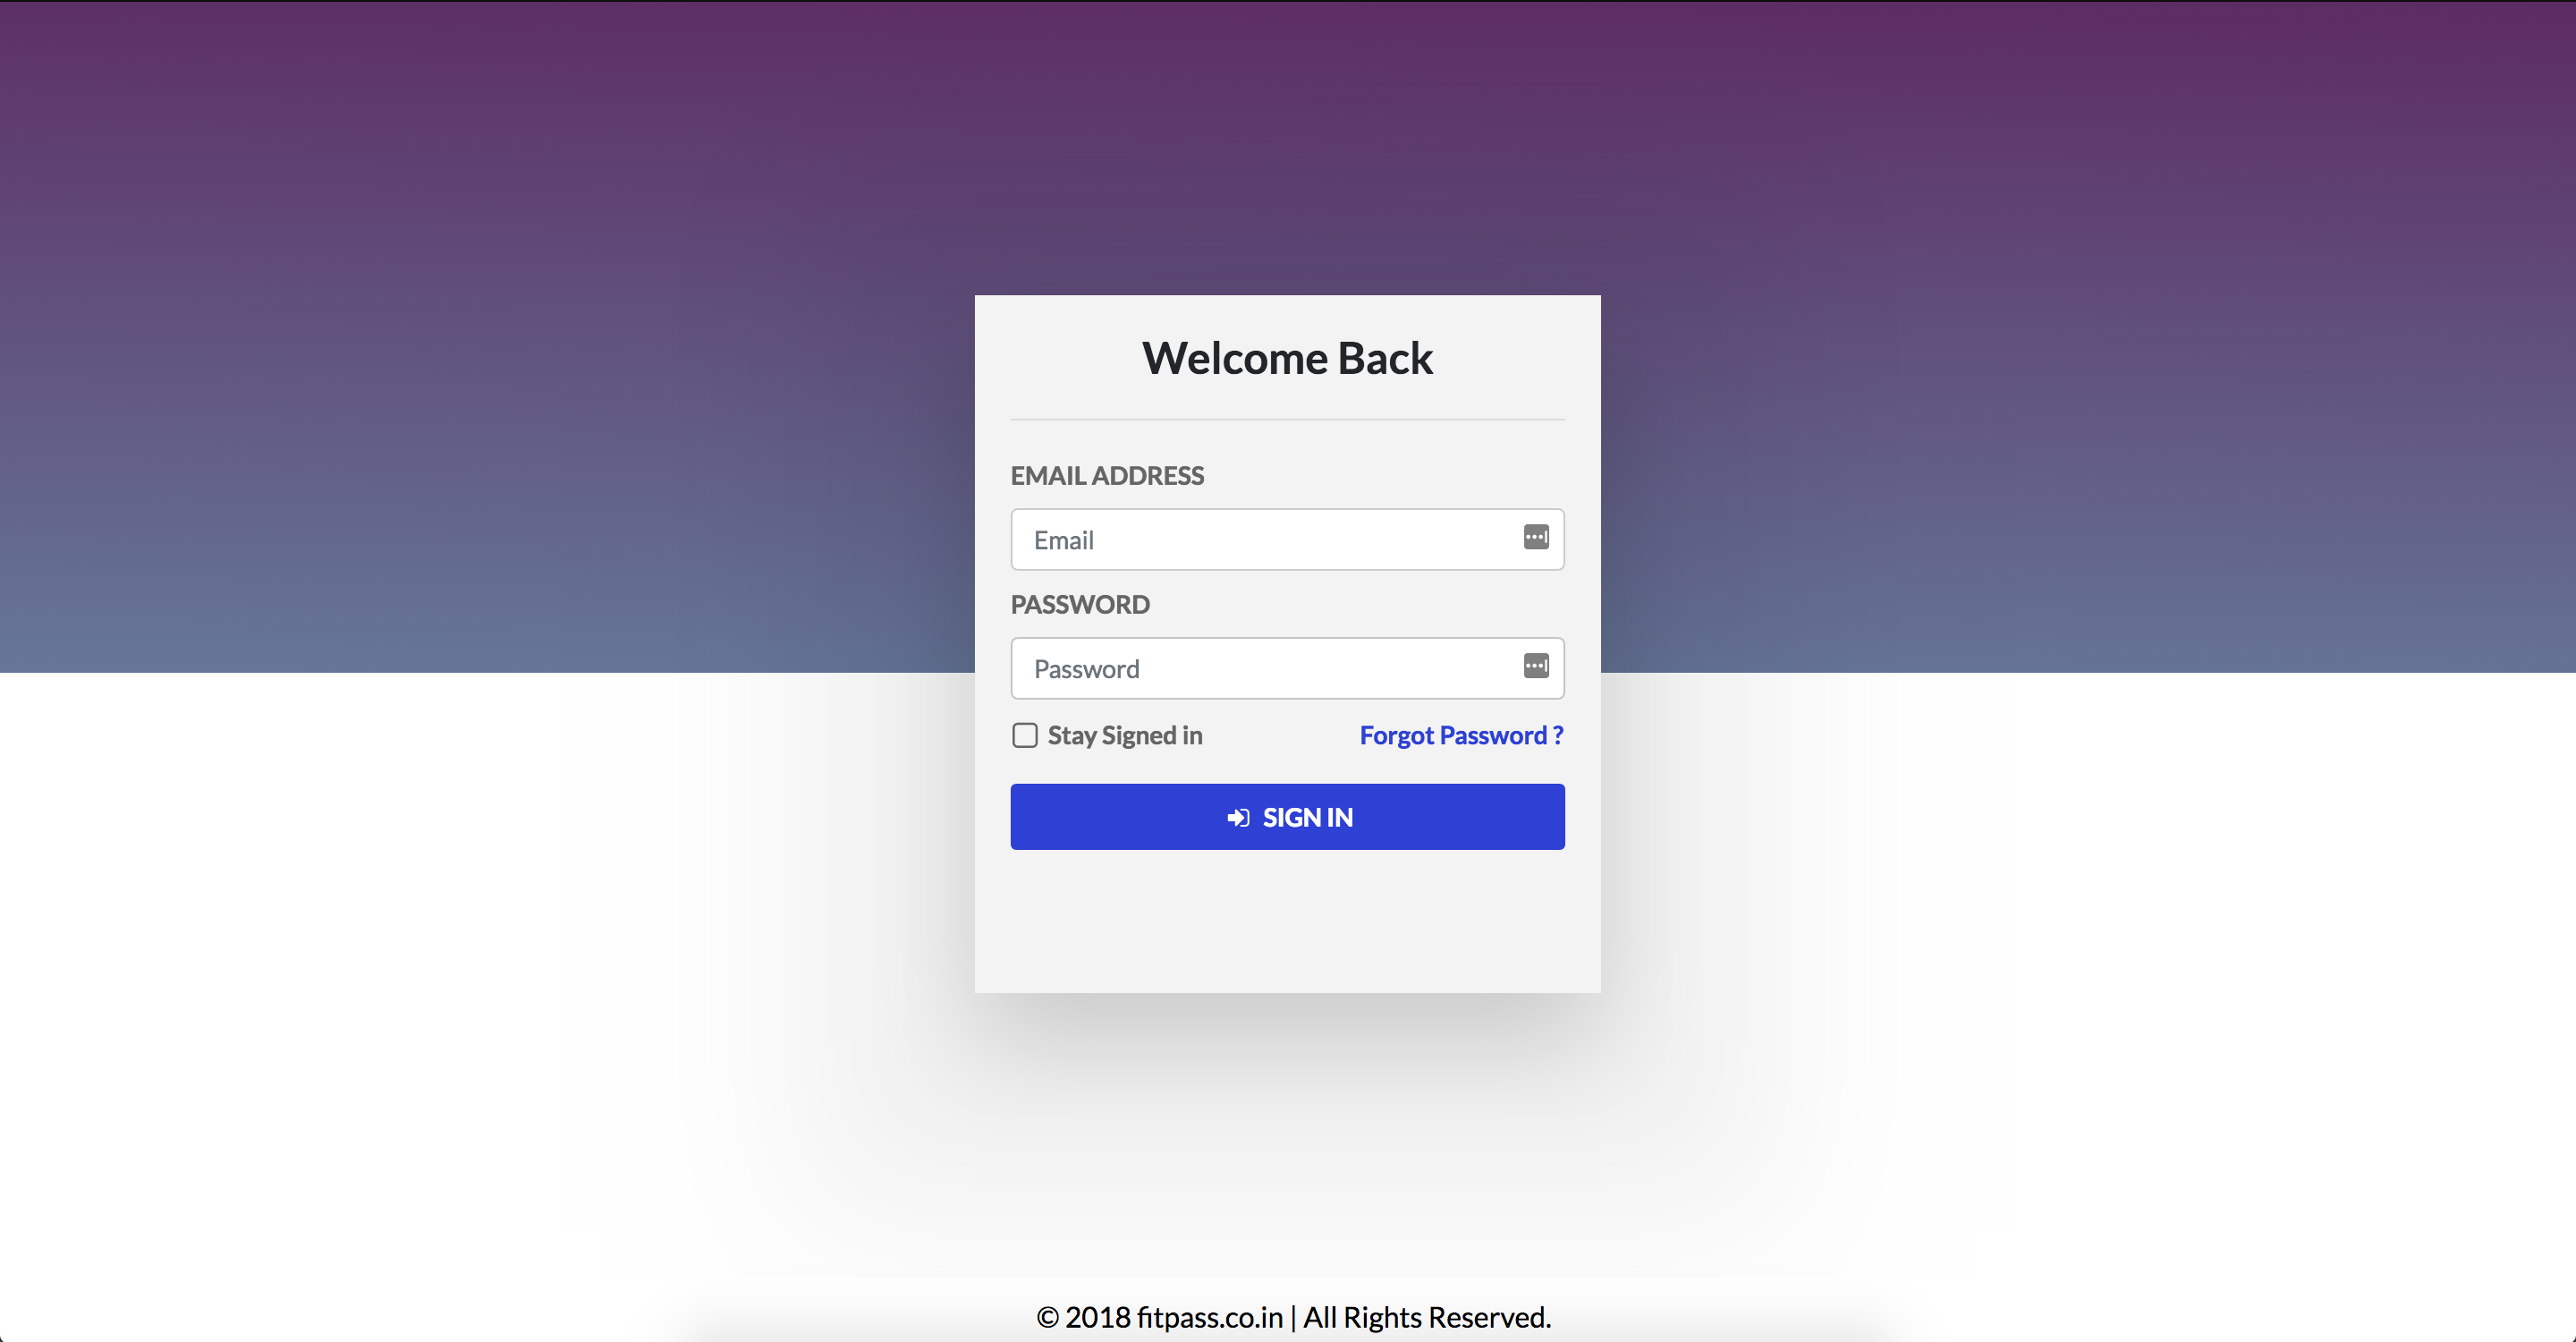 Welcome Back
EMAIL ADDRESS
Email
PASSWORD
Password
Stay Signed in Forgot Password ?
SIGN IN
© 2018 fitpass.co.in | All Rights Reserved.